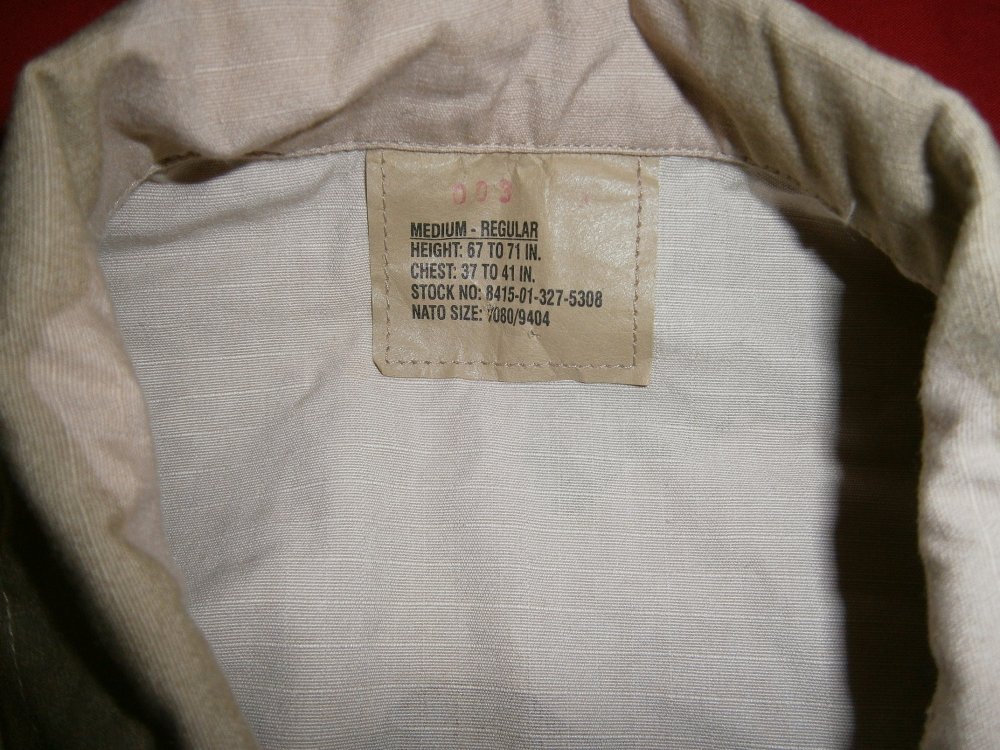 003
MEDIUM - REGULAR
HEIGHT: 67 TO 71 IN.
CHEST: 37 TO 41 IN.
STOCK NO: 8415-01-327-5308
NATO SIZE: 7080/9404